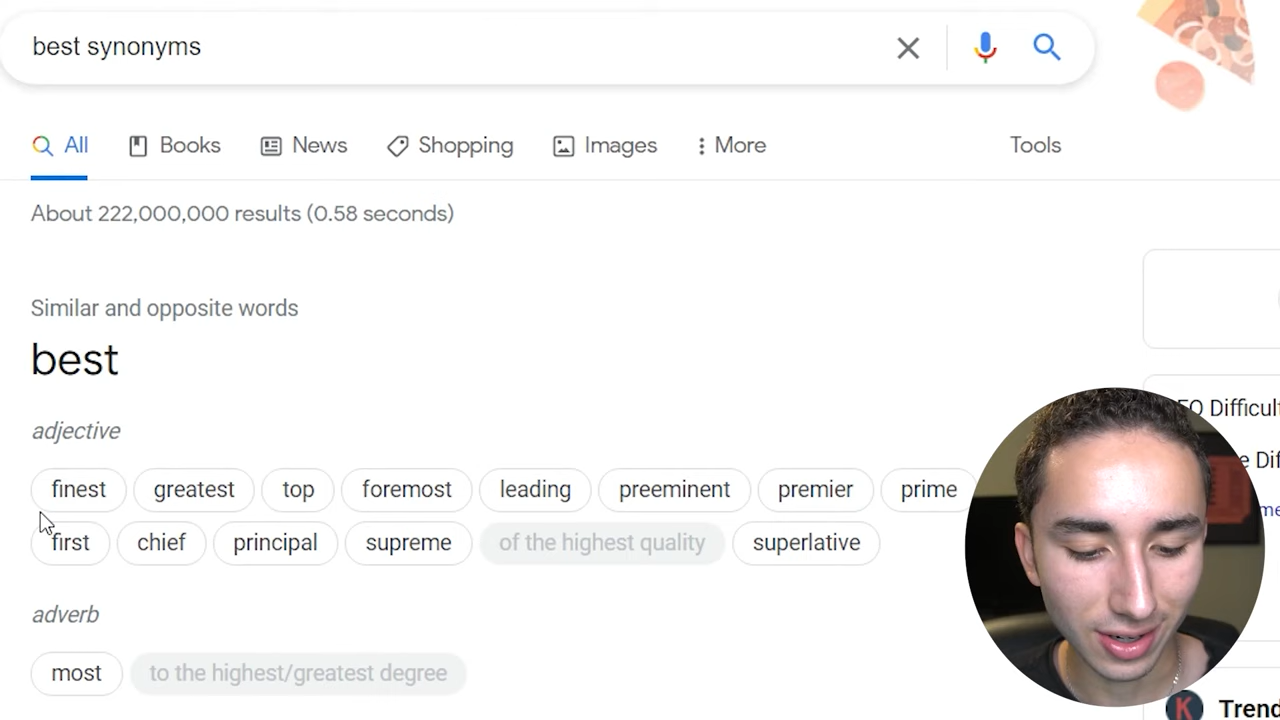 best synonyms
All Books News Shopping Images More Tools
About 222,000,000 results (0.58 seconds)
Similar and opposite words
best
adjective
finest greatest top foremost leading preeminent premier prime
first chief principal supreme of the highest quality superlative
adverb
most to the highest/greatest degree
K